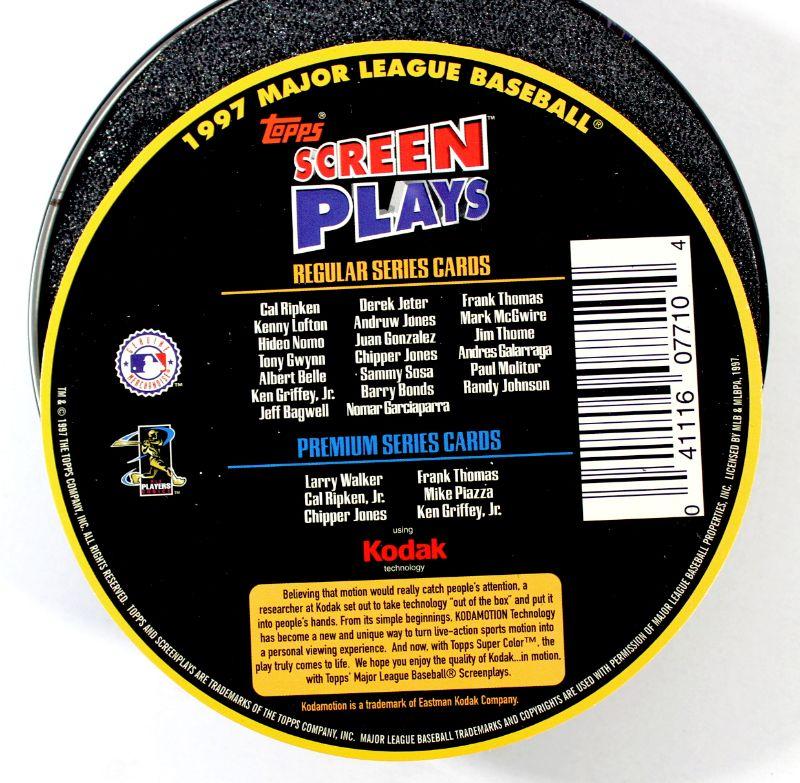 1997 MAJOR LEAGUE BASEBALL®
TOPPS®
SCREEN™
PLAYS
REGULAR SERIES CARDS
Cal Ripken
Kenny Lofton
Hideo Nomo
Tony Gwynn
Albert Belle
Ken Griffey, Jr.
Jeff Bagwell
Derek Jeter
Andruw Jones
Juan Gonzalez
Chipper Jones
Sammy Sosa
Barry Bonds
Nomar Garciaparra
Frank Thomas
Mark McGwire
Jim Thome
Andres Galarraga
Paul Molitor
Randy Johnson
GENUINE
MERCHANDISE
™
PLAYERS
CHOICE
™
PREMIUM SERIES CARDS
Larry Walker
Cal Ripken, Jr.
Chipper Jones
Frank Thomas
Mike Piazza
Ken Griffey, Jr.
using
Kodak
technology
Believing that motion would really catch people's attention, a
researcher at Kodak set out to take technology "out of the box" and put it
into people's hands. From its simple beginnings, KODAMOTION Technology
has become a new and unique way to turn live-action sports motion into
a personal viewing experience. And now, with Topps Super Color™, the
play truly comes to life. We hope you enjoy the quality of Kodak...in motion,
with Topps' Major League Baseball® Screenplays.
Kodamotion is a trademark of Eastman Kodak Company.
0 41116 07710 4
TM & © 1997 THE TOPPS COMPANY, INC. ALL RIGHTS RESERVED. TOPPS AND SCREENPLAYS ARE TRADEMARKS OF THE TOPPS COMPANY, INC. MAJOR LEAGUE BASEBALL TRADEMARKS AND COPYRIGHTS ARE USED WITH PERMISSION OF MAJOR LEAGUE BASEBALL PROPERTIES, INC. LICENSED BY MLB & MLBPA, 1997.